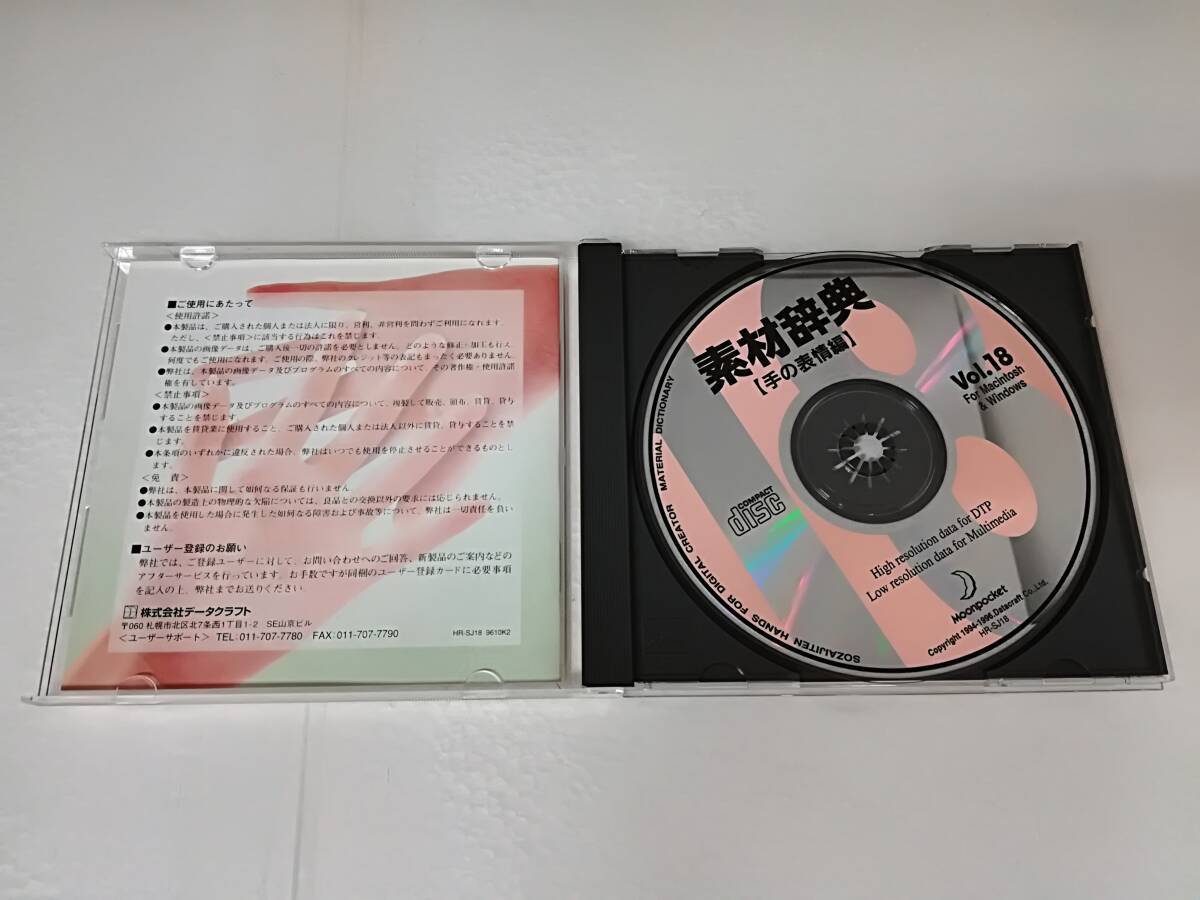 ■ご使用にあたって
<使用許諾>
●本製品は、ご購入された個人または法人に限り、営利、非営利を問わずご利用になれます。
ただし、<禁止事項>に該当する行為はこれを禁じます。
●本製品の画像データは、ご購入後一切の許諾を必要としません。どのような修正・加工も行え
何度でもご使用になれます。ご使用の際、弊社のクレジット等の表記もまったく必要ありません。
●弊社は、本製品の画像データ及びプログラムのすべての内容について、その著作権・使用許諾
権を有しています。
<禁止事項>
●本製品の画像データ及びプログラムのすべての内容について、複製して販売、頒布、賃貸、貸与
することを禁じます。
●本製品を賃貸業に使用すること、ご購入された個人または法人以外に賃貸、貸与することを禁
じます。
●本条項のいずれかに違反された場合、弊社はいつでも使用を停止させることができるものとし
ます。
<免 責>
●弊社は、本製品に関して如何なる保証も行いません。
●本製品の製造上の物理的な欠陥については、良品との交換以外の要求には応じられません。
●本製品を使用した場合に発生した如何なる障害および事故等について、弊社は一切責任を負い
ません。
■ユーザー登録のお願い
弊社では、ご登録ユーザーに対して、お問い合わせへのご回答、新製品のご案内などの
アフターサービスを行っています。お手数ですが同梱のユーザー登録カードに必要事項
を記入の上、弊社までお送りください。
株式会社データクラフト
〒060 札幌市北区北7条西1丁目1-2 SE山京ビル
<ユーザーサポート> TEL:011-707-7780 FAX:011-707-7790
HR-SJ18 9610K2
素材辞典
【手の表情編】
Vol.18
For Macintosh
& Windows
COMPACT
disc
High resolution data for DTP
Low resolution data for Multimedia
Moonpocket
Copyright 1994-1996.Datacraft.Co.,Ltd.
HR-SJ18
SOZAIJITEN HANDS FOR DIGITAL CREATOR MATERIAL DICTIONARY